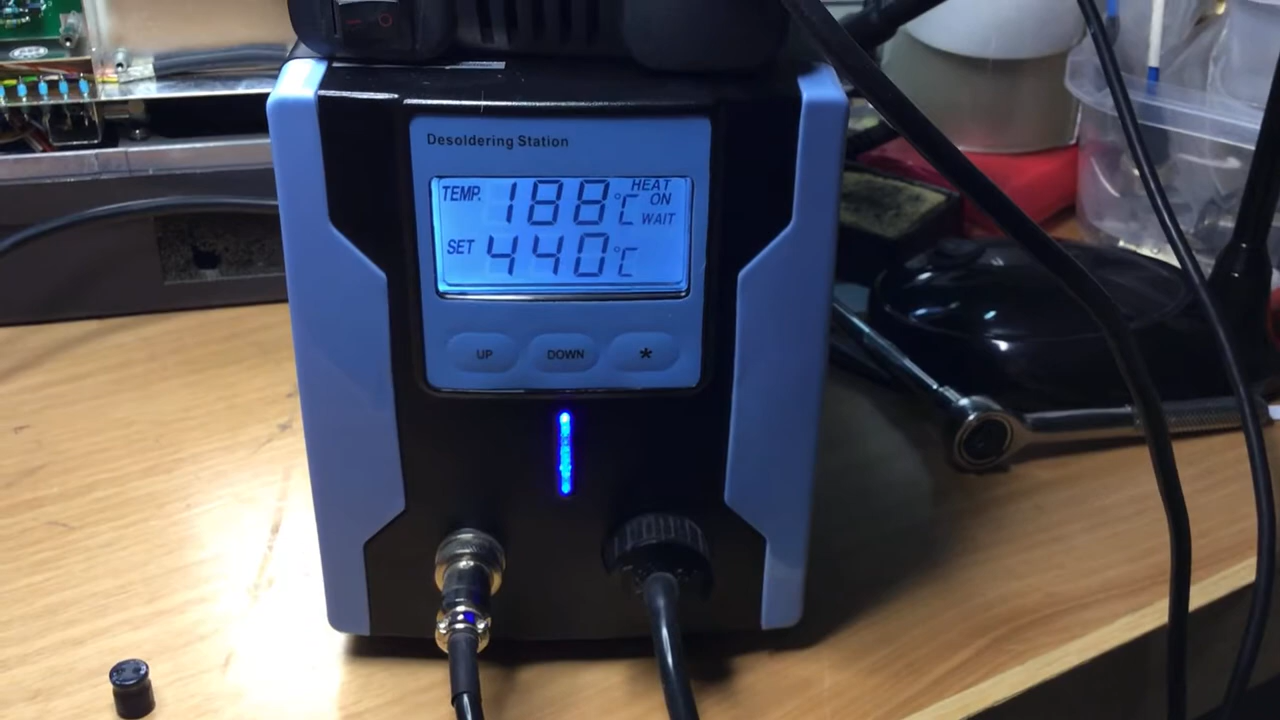 Desoldering Station
TEMP. 188°C HEAT ON WAIT
SET 440°C
UP DOWN *